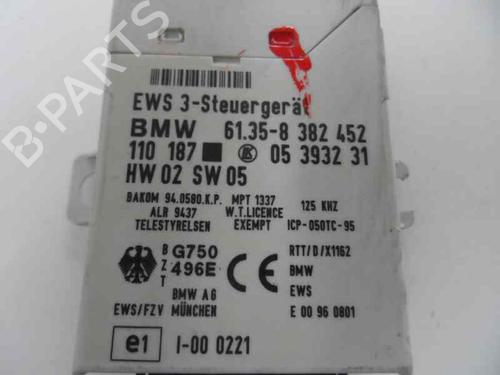 B-PARTS
EWS 3-Steuergerät
BMW 61.35-8 382 452
110 187 05 3932 31
HW 02 SW 05
BAKOM 94.0580.K.P. MPT 1337 125 KHZ
ALR 9437 W.T.LICENCE
TELESTYRELSEN EXEMPT ICP-050TC-95
BZT G750 496E CE RTT/D/X1162
BMW
BMW AG EWS
EWS/FZV MÜNCHEN E 00 96 0801
e1 I-00 0221